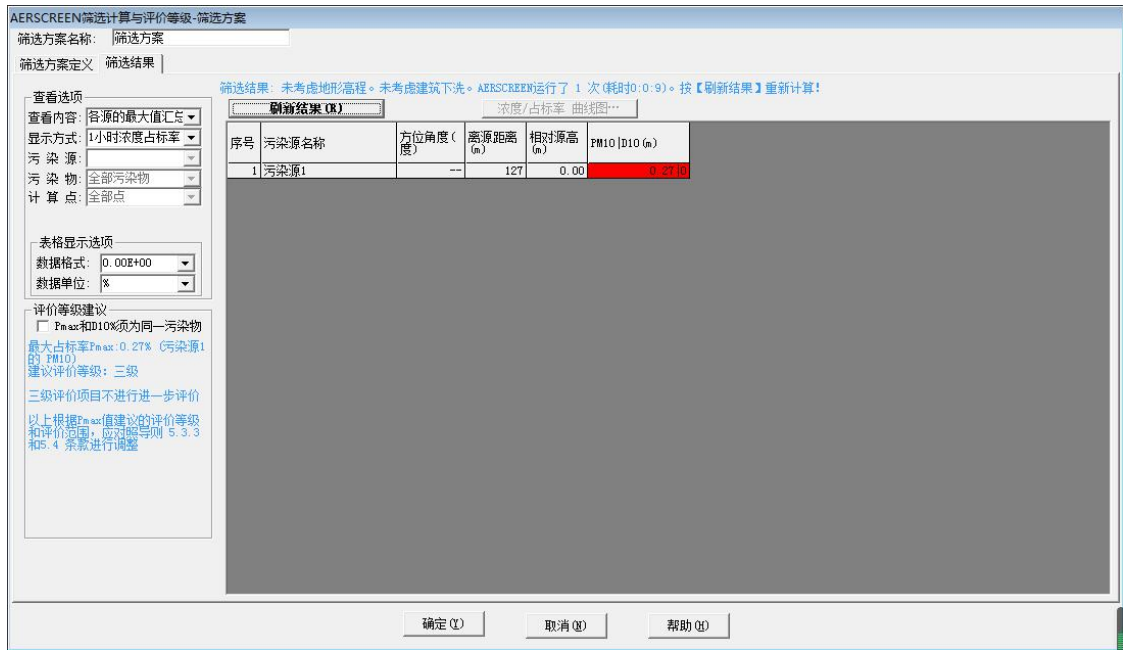 AERSCREEN筛选计算与评价等级-筛选方案
筛选方案名称: 筛选方案
筛选方案定义 筛选结果
筛选结果: 未考虑地形高程。未考虑建筑下洗。AERSCREEN运行了 1 次(耗时0:0:9)。按【刷新结果】重新计算!
刷新结果(R) 浓度/占标率 曲线图…
查看选项
查看内容: 各源的最大值汇总
显示方式: 1小时浓度占标率
污 染 源:
污 染 物: 全部污染物
计 算 点: 全部点
序号 污染源名称 方位角度(度) 离源距离(m) 相对源高(m) PM10|D10(m)
1 污染源1 -- 127 0.00 0.27|0
表格显示选项
数据格式: 0.00E+00
数据单位: %
评价等级建议
Pmax和D10%须为同一污染物
最大占标率Pmax:0.27% (污染源1
的 PM10)
建议评价等级: 三级
三级评价项目不进行进一步评价
以上根据Pmax值建议的评价等级
和评价范围,应对照导则 5.3.3
和5.4 条款进行调整
确定(Y) 取消(N) 帮助(H)